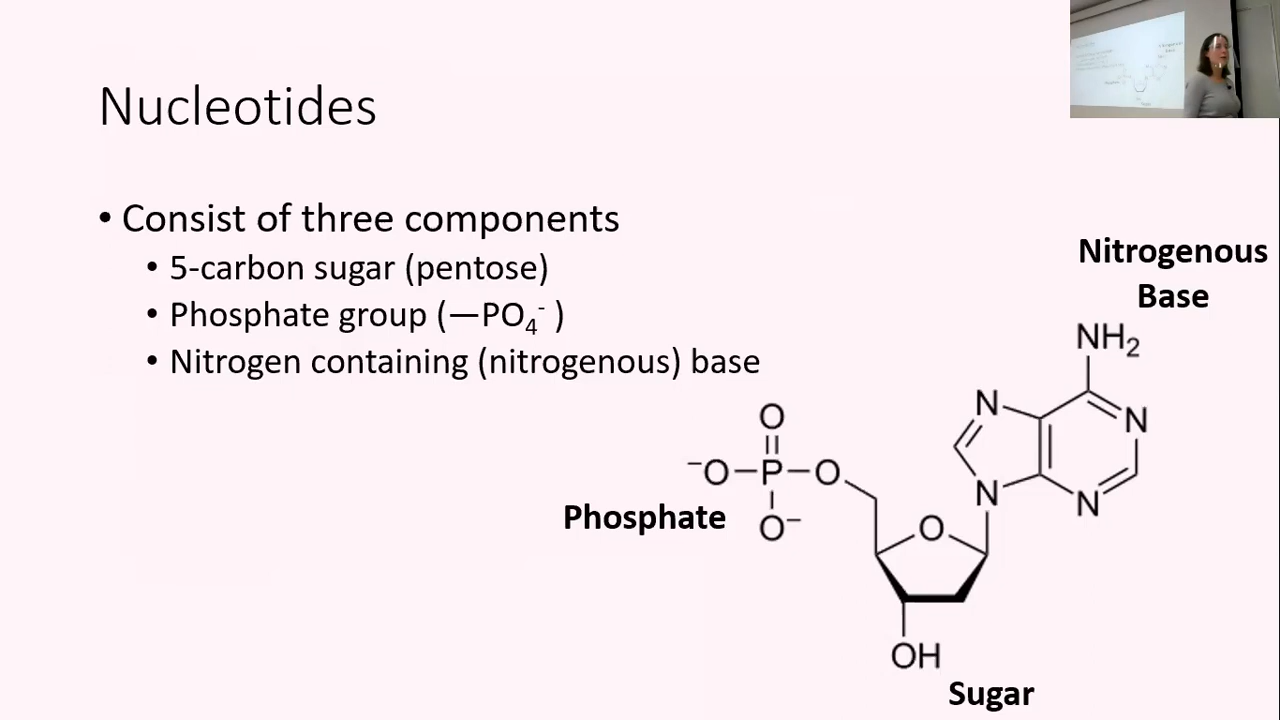 Nucleotides
• Consist of three components
• 5-carbon sugar (pentose)
• Phosphate group (—PO₄⁻ )
• Nitrogen containing (nitrogenous) base
Nitrogenous
Base
NH₂
N
N
N
N
O
⁻O
P
O
O⁻
Phosphate
O
OH
Sugar